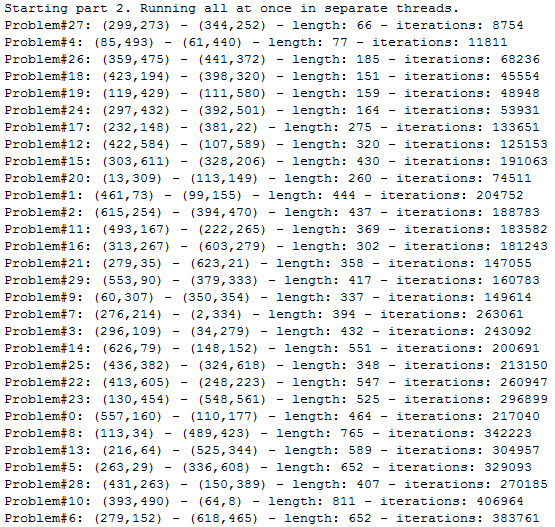 Starting part 2. Running all at once in separate threads.
Problem#27: (299,273) - (344,252) - length: 66 - iterations: 8754
Problem#4: (85,493) - (61,440) - length: 77 - iterations: 11811
Problem#26: (359,475) - (441,372) - length: 185 - iterations: 68236
Problem#18: (423,194) - (398,320) - length: 151 - iterations: 45554
Problem#19: (119,429) - (111,580) - length: 159 - iterations: 48948
Problem#24: (297,432) - (392,501) - length: 164 - iterations: 53931
Problem#17: (232,148) - (381,22) - length: 275 - iterations: 133651
Problem#12: (422,584) - (107,589) - length: 320 - iterations: 125153
Problem#15: (303,611) - (328,206) - length: 430 - iterations: 191063
Problem#20: (13,309) - (113,149) - length: 260 - iterations: 74511
Problem#1: (461,73) - (99,155) - length: 444 - iterations: 204752
Problem#2: (615,254) - (394,470) - length: 437 - iterations: 188783
Problem#11: (493,167) - (222,265) - length: 369 - iterations: 183582
Problem#16: (313,267) - (603,279) - length: 302 - iterations: 181243
Problem#21: (279,35) - (623,21) - length: 358 - iterations: 147055
Problem#29: (553,90) - (379,333) - length: 417 - iterations: 160783
Problem#9: (60,307) - (350,354) - length: 337 - iterations: 149614
Problem#7: (276,214) - (2,334) - length: 394 - iterations: 263061
Problem#3: (296,109) - (34,279) - length: 432 - iterations: 243092
Problem#14: (626,79) - (148,152) - length: 551 - iterations: 200691
Problem#25: (436,382) - (324,618) - length: 348 - iterations: 213150
Problem#22: (413,605) - (248,223) - length: 547 - iterations: 260947
Problem#23: (130,454) - (548,561) - length: 525 - iterations: 296899
Problem#0: (557,160) - (110,177) - length: 464 - iterations: 217040
Problem#8: (113,34) - (489,423) - length: 765 - iterations: 342223
Problem#13: (216,64) - (525,344) - length: 589 - iterations: 304957
Problem#5: (263,29) - (336,608) - length: 652 - iterations: 329093
Problem#28: (431,263) - (150,389) - length: 407 - iterations: 270185
Problem#10: (393,490) - (64,8) - length: 811 - iterations: 406964
Problem#6: (279,152) - (618,465) - length: 652 - iterations: 383761